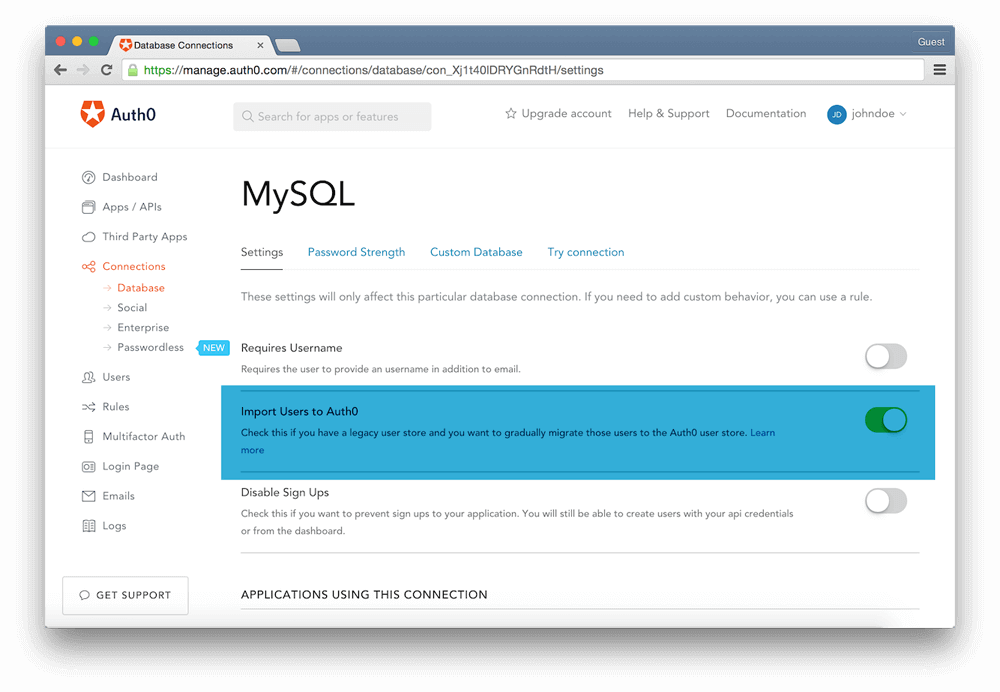 Database Connections
Guest
https://manage.auth0.com/#/connections/database/con_Xj1t40lDRYGnRdtH/settings
Auth0
Search for apps or features
Upgrade account
Help & Support
Documentation
JD
johndoe
Dashboard
Apps / APIs
Third Party Apps
Connections
Database
Social
Enterprise
Passwordless
NEW
Users
Rules
Multifactor Auth
Login Page
Emails
Logs
GET SUPPORT
MySQL
Settings
Password Strength
Custom Database
Try connection
These settings will only affect this particular database connection. If you need to add custom behavior, you can use a rule.
Requires Username
Requires the user to provide an username in addition to email.
Import Users to Auth0
Check this if you have a legacy user store and you want to gradually migrate those users to the Auth0 user store. Learn
more
Disable Sign Ups
Check this if you want to prevent sign ups to your application. You will still be able to create users with your api credentials
or from the dashboard.
APPLICATIONS USING THIS CONNECTION